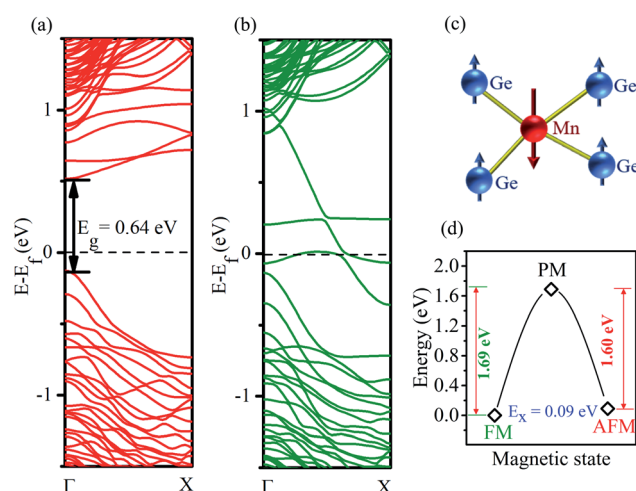 (a)
(b)
(c)
(d)
E-E_f(eV)
1
0
-1
E_g = 0.64 eV
Γ
X
E-E_f(eV)
1
0
-1
Γ
X
Ge
Ge
Mn
Ge
Ge
Energy (eV)
2.4
1.8
1.2
0.6
0.0
PM
1.69 eV
1.60 eV
E_x = 0.09 eV
FM
AFM
Magnetic state